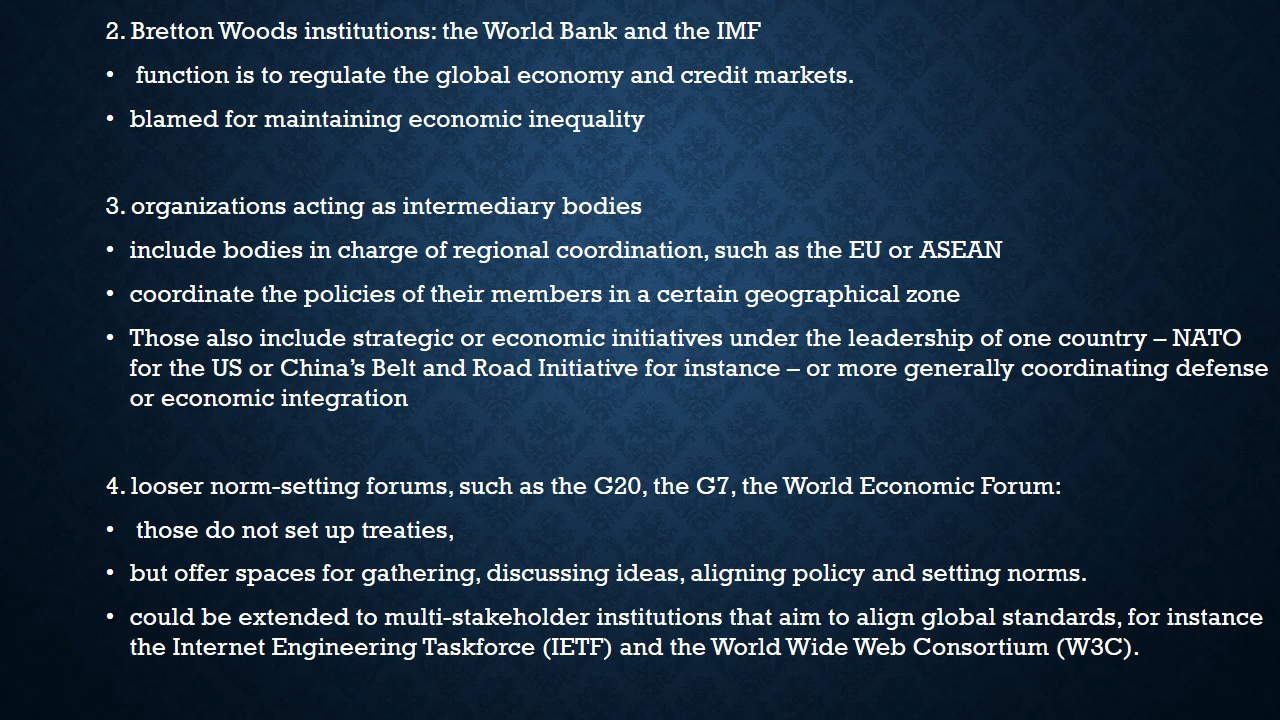 2. Bretton Woods institutions: the World Bank and the IMF
• function is to regulate the global economy and credit markets.
• blamed for maintaining economic inequality
3. organizations acting as intermediary bodies
• include bodies in charge of regional coordination, such as the EU or ASEAN
• coordinate the policies of their members in a certain geographical zone
• Those also include strategic or economic initiatives under the leadership of one country – NATO
for the US or China’s Belt and Road Initiative for instance – or more generally coordinating defense
or economic integration
4. looser norm-setting forums, such as the G20, the G7, the World Economic Forum:
• those do not set up treaties,
• but offer spaces for gathering, discussing ideas, aligning policy and setting norms.
• could be extended to multi-stakeholder institutions that aim to align global standards, for instance
the Internet Engineering Taskforce (IETF) and the World Wide Web Consortium (W3C).